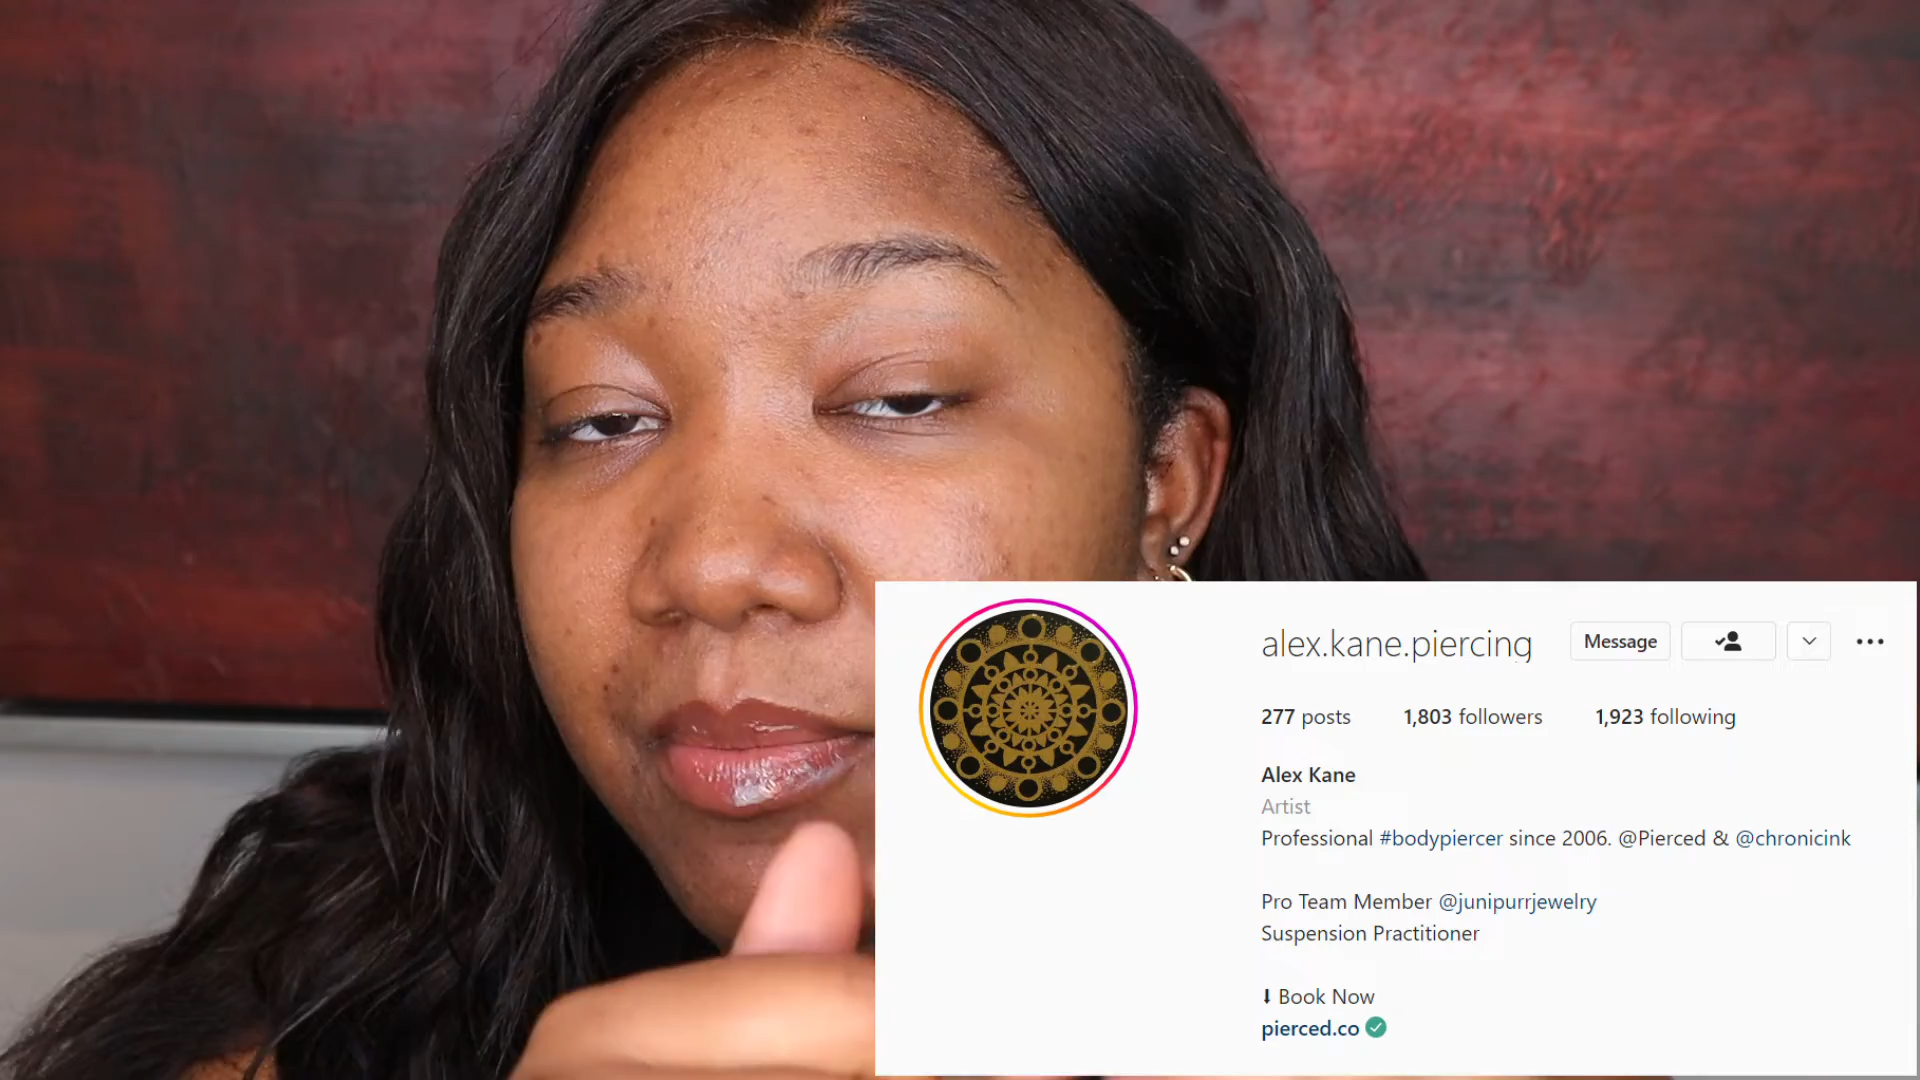 alex.kane.piercing Message
277 posts 1,803 followers 1,923 following
Alex Kane
Artist
Professional #bodypiercer since 2006. @Pierced & @chronicink
Pro Team Member @junipurrjewelry
Suspension Practitioner
⬇ Book Now
pierced.co